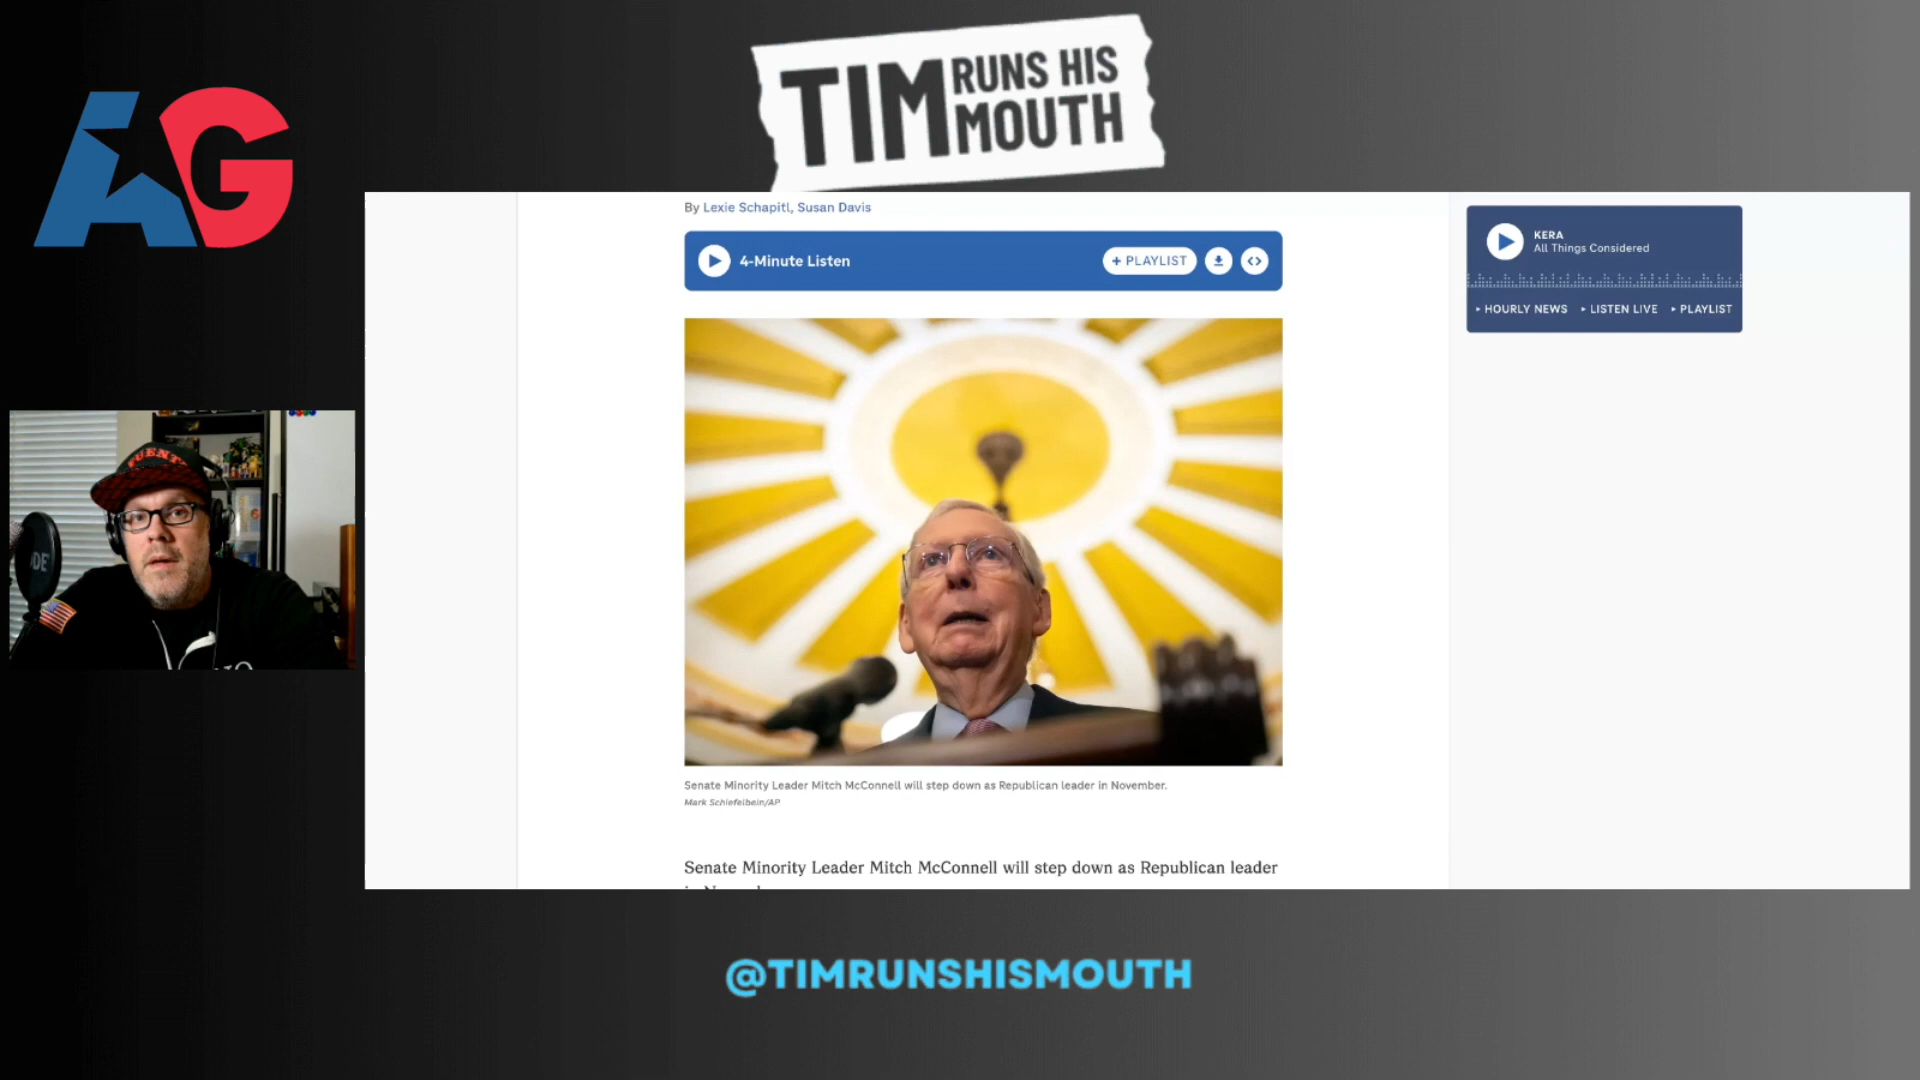 TIM RUNS HIS
MOUTH
AG
By Lexie Schapitl, Susan Davis
4-Minute Listen
+ PLAYLIST
KERA
All Things Considered
HOURLY NEWS
LISTEN LIVE
PLAYLIST
Senate Minority Leader Mitch McConnell will step down as Republican leader in November.
Mark Schiefelbein/AP
Senate Minority Leader Mitch McConnell will step down as Republican leader
@TIMRUNSHISMOUTH